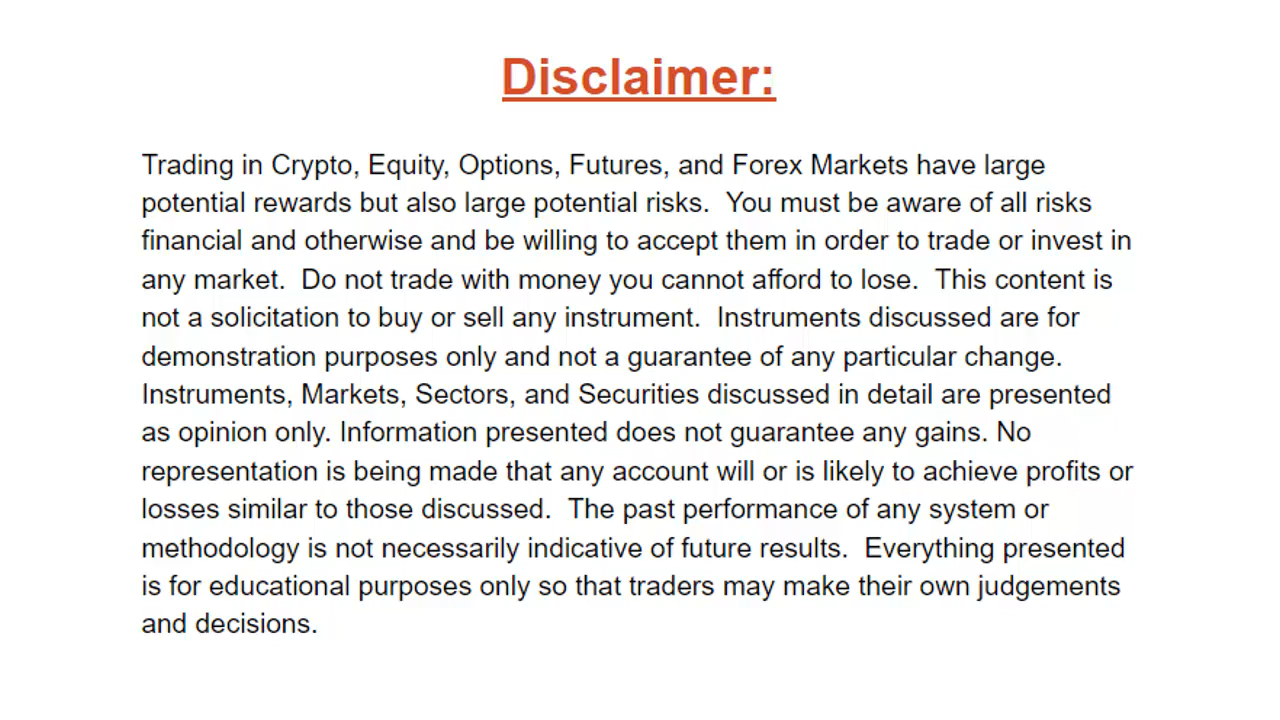 Disclaimer:
Trading in Crypto, Equity, Options, Futures, and Forex Markets have large
potential rewards but also large potential risks.  You must be aware of all risks
financial and otherwise and be willing to accept them in order to trade or invest in
any market.  Do not trade with money you cannot afford to lose.  This content is
not a solicitation to buy or sell any instrument.  Instruments discussed are for
demonstration purposes only and not a guarantee of any particular change.
Instruments, Markets, Sectors, and Securities discussed in detail are presented
as opinion only. Information presented does not guarantee any gains. No
representation is being made that any account will or is likely to achieve profits or
losses similar to those discussed.  The past performance of any system or
methodology is not necessarily indicative of future results.  Everything presented
is for educational purposes only so that traders may make their own judgements
and decisions.